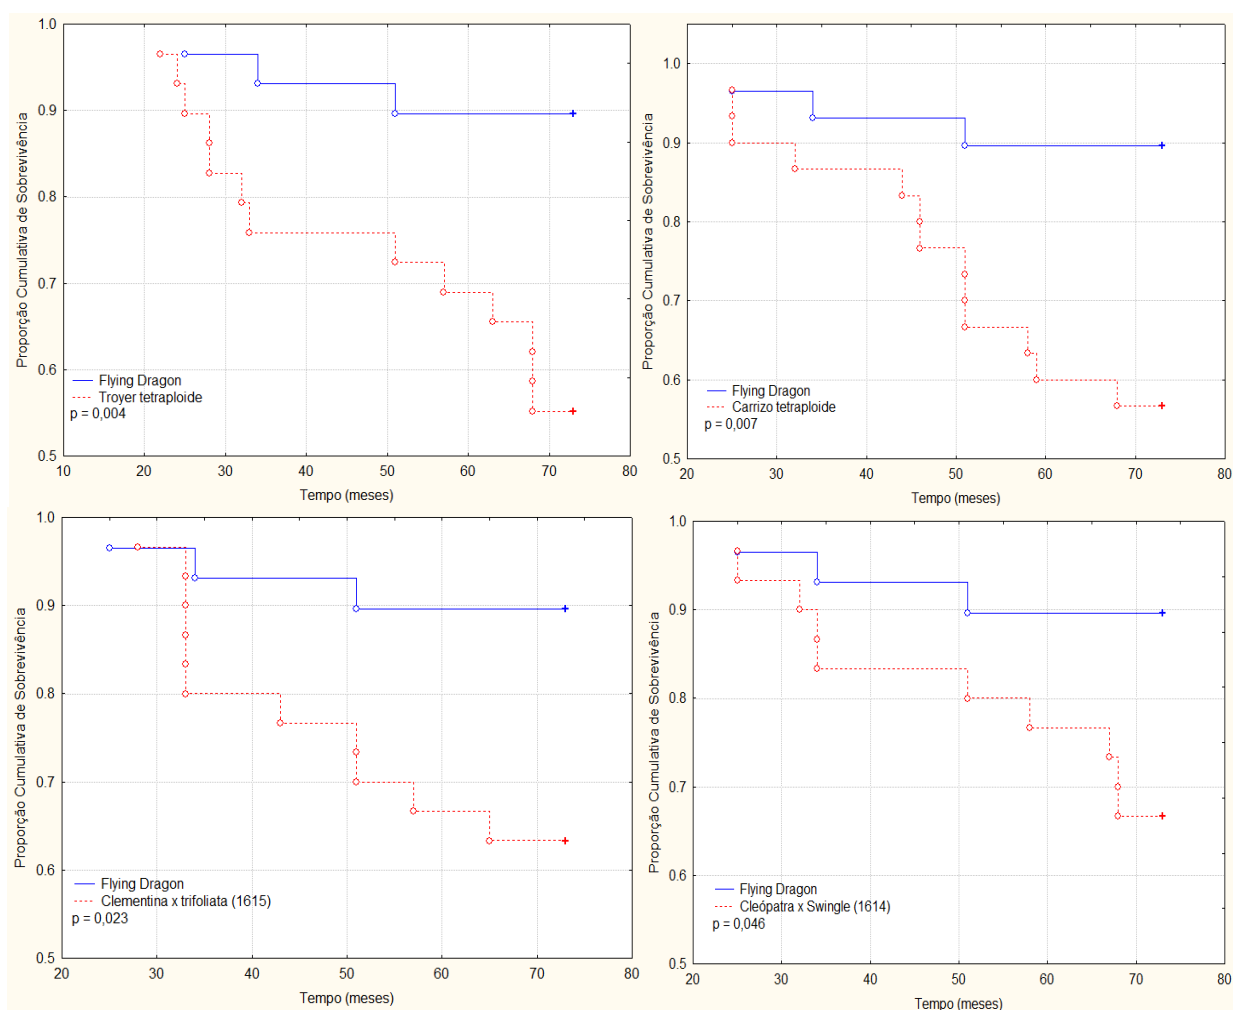 1.0
0.9
0.8
0.7
0.6
0.5
10
20
30
40
50
60
70
80
Proporção Cumulativa de Sobrevivência
Tempo (meses)
Flying Dragon
Troyer tetraploide
p = 0,004
1.0
0.9
0.8
0.7
0.6
0.5
20
30
40
50
60
70
80
Proporção Cumulativa de Sobrevivência
Tempo (meses)
Flying Dragon
Carrizo tetraploide
p = 0,007
1.0
0.9
0.8
0.7
0.6
0.5
20
30
40
50
60
70
80
Proporção Cumulativa de Sobrevivência
Tempo (meses)
Flying Dragon
Clementina x trifoliata (1615)
p = 0,023
1.0
0.9
0.8
0.7
0.6
0.5
20
30
40
50
60
70
80
Proporção Cumulativa de Sobrevivência
Tempo (meses)
Flying Dragon
Cleópatra x Swingle (1614)
p = 0,046